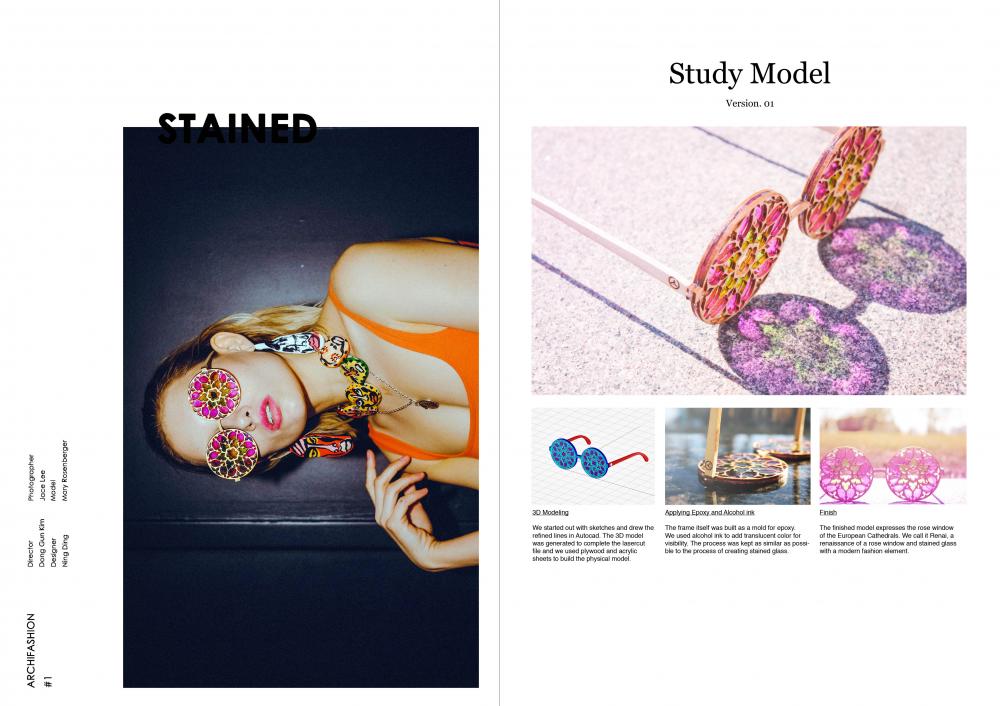 STAINED
Photographer
Jace Lee
Model
Mary Rosenberger
Director
Dong Gun Kim
Designer
Ning Ding
ARCHIFASHION
#1
Study Model
Version. 01
3D Modeling
We started out with sketches and drew the
refined lines in Autocad. The 3D model
was generated to complete the lasercut
file and we used plywood and acrylic
sheets to build the physical model.
Applying Epoxy and Alcohol ink
The frame itself was built as a mold for epoxy.
We used alcohol ink to add translucent color for
visibility. The process was kept as similar as possi-
ble to the process of creating stained glass.
Finish
The finished model expresses the rose window
of the European Cathedrals. We call it Renai, a
renaissance of a rose window and stained glass
with a modern fashion element.